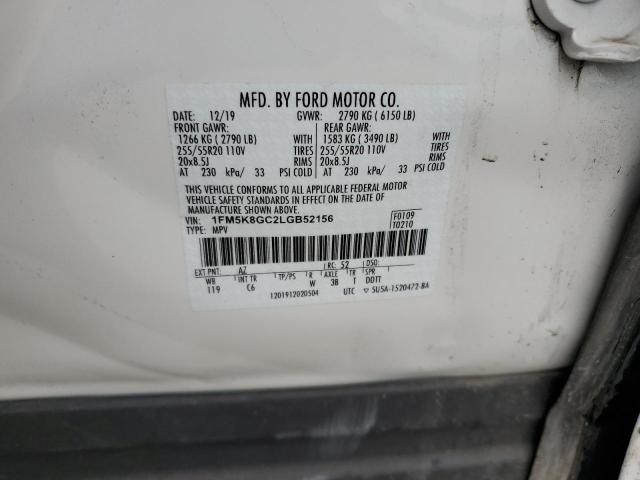 MFD. BY FORD MOTOR CO.
DATE: 12/19 GVWR: 2790 KG ( 6150 LB)
FRONT GAWR: REAR GAWR:
1266 KG ( 2790 LB) WITH 1583 KG ( 3490 LB) WITH
255/55R20 110V TIRES 255/55R20 110V TIRES
20x8.5J RIMS 20x8.5J RIMS
AT 230 kPa/ 33 PSI COLD AT 230 kPa/ 33 PSI COLD
THIS VEHICLE CONFORMS TO ALL APPLICABLE FEDERAL MOTOR
VEHICLE SAFETY STANDARDS IN EFFECT ON THE DATE OF
MANUFACTURE SHOWN ABOVE.
VIN: 1FM5K8GC2LGB52156 F0109
TYPE: MPV T0210
EXT PNT: AZ RC: 52 DSO:
WB INT TR TP/PS R AXLE TR SPR
119 C6 W 3B T DDTT
1201912020504 UTC ▽ SU5A-1520472-BA